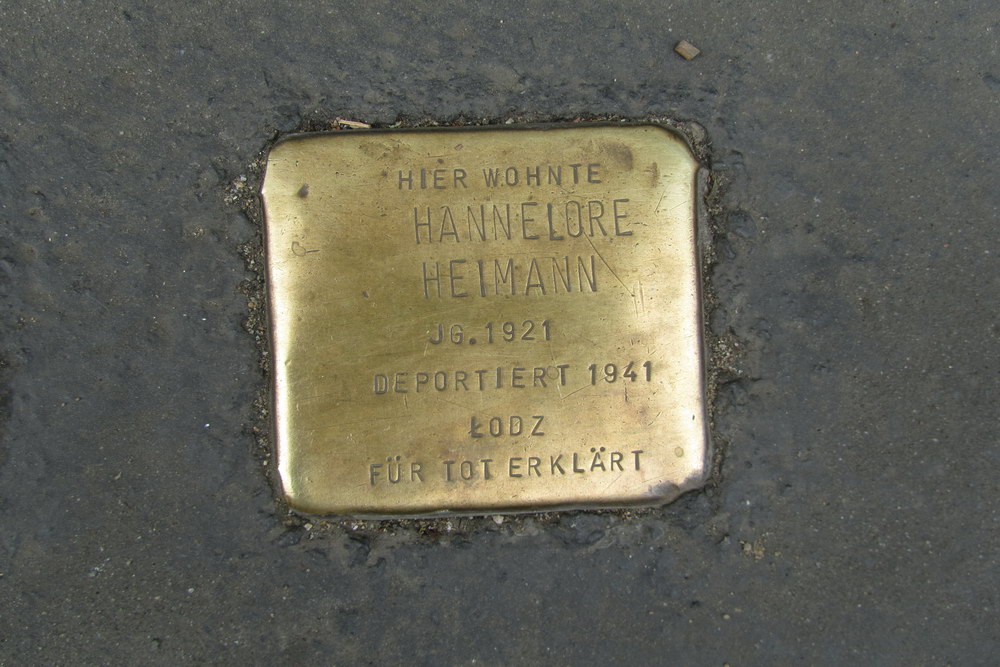 HIER WOHNTE
HANNELORE
HEIMANN
JG. 1921
DEPORTIERT 1941
ŁODZ
FÜR TOT ERKLÄRT